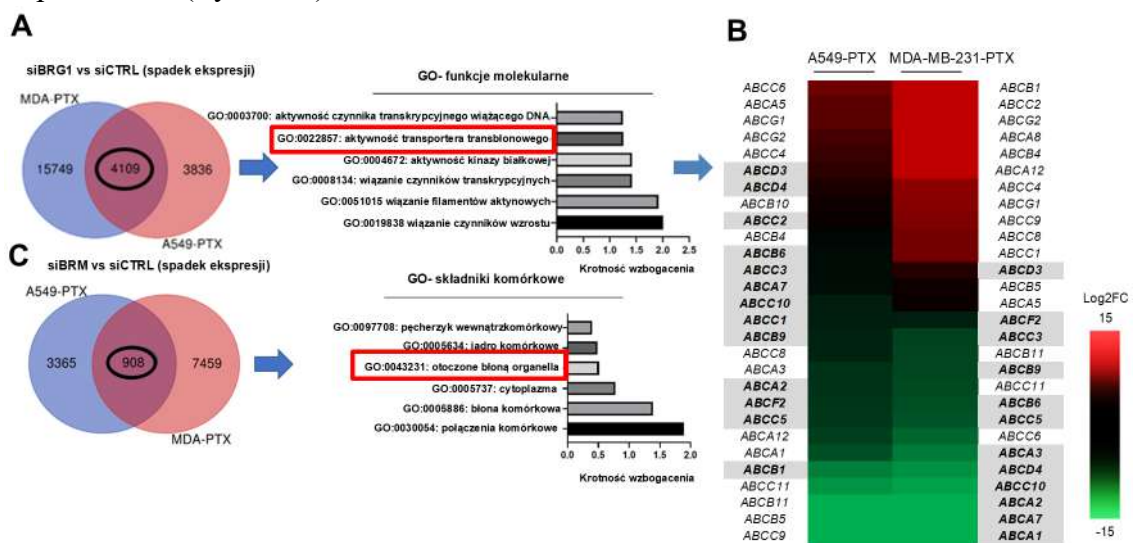 A
siBRG1 vs siCTRL (spadek ekspresji)
MDA-PTX
15749
4109
3836
A549-PTX
GO- funkcje molekularne
GO:0003700: aktywność czynnika transkrypcyjnego wiążącego DNA
GO:0022857: aktywność transportera transbłonowego
GO:0004672: aktywność kinazy białkowej
GO:0008134: wiązanie czynników transkrypcyjnych
GO:0051015 wiązanie filamentów aktynowych
GO:0019838 wiązanie czynników wzrostu
0.0 0.5 1.0 1.5 2.0 2.5
Krotność wzbogacenia
C
siBRM vs siCTRL (spadek ekspresji)
A549-PTX
3365
908
7459
MDA-PTX
GO- składniki komórkowe
GO:0097708: pęcherzyk wewnątrzkomórkowy
GO:0005634: jadro komórkowe
GO:0043231: otoczone błoną organella
GO:0005737: cytoplazma
GO:0005886: błona komórkowa
GO:0030054: połączenia komórkowe
0.0 0.5 1.0 1.5 2.0
Krotność wzbogacenia
B
A549-PTX MDA-MB-231-PTX
ABCC6 ABCB1
ABCA5 ABCC2
ABCG1 ABCG2
ABCG2 ABCA8
ABCC4 ABCB4
ABCD3 ABCA12
ABCD4 ABCC4
ABCB10 ABCG1
ABCC2 ABCC9
ABCB4 ABCC8
ABCB6 ABCC1
ABCC3 ABCD3
ABCA7 ABCB5
ABCC10 ABCA5
ABCC1 ABCF2
ABCB9 ABCC3
ABCC8 ABCB11
ABCA3 ABCB9
ABCA2 ABCC11
ABCF2 ABCB6
ABCC5 ABCC5
ABCA12 ABCC6
ABCA1 ABCA3
ABCB1 ABCD4
ABCC11 ABCC10
ABCB11 ABCA2
ABCB5 ABCA7
ABCC9 ABCA1
Log2FC
15
-15